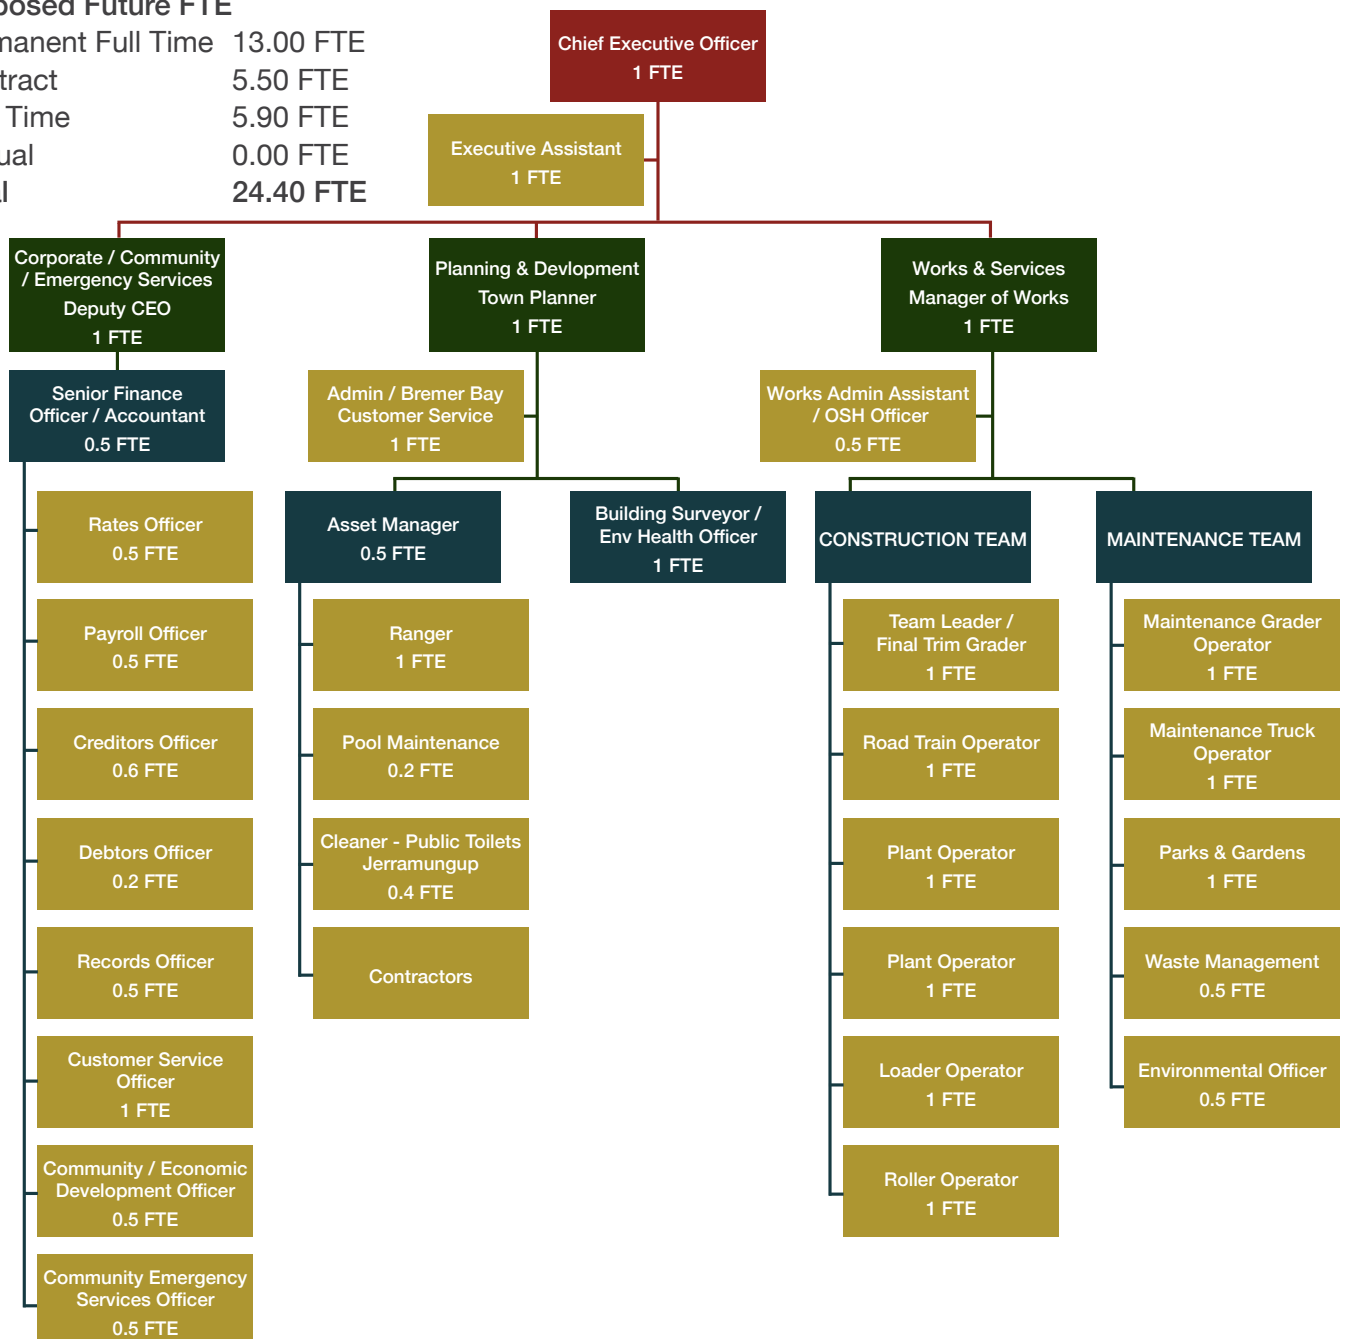 posed Future FTE
manent Full Time 13.00 FTE
tract 5.50 FTE
Time 5.90 FTE
ual 0.00 FTE
l 24.40 FTE
Chief Executive Officer
1 FTE
Executive Assistant
1 FTE
Corporate / Community
/ Emergency Services
Deputy CEO
1 FTE
Planning & Devlopment
Town Planner
1 FTE
Works & Services
Manager of Works
1 FTE
Senior Finance
Officer / Accountant
0.5 FTE
Admin / Bremer Bay
Customer Service
1 FTE
Works Admin Assistant
/ OSH Officer
0.5 FTE
Rates Officer
0.5 FTE
Payroll Officer
0.5 FTE
Creditors Officer
0.6 FTE
Debtors Officer
0.2 FTE
Records Officer
0.5 FTE
Customer Service
Officer
1 FTE
Community / Economic
Development Officer
0.5 FTE
Community Emergency
Services Officer
0.5 FTE
Asset Manager
0.5 FTE
Ranger
1 FTE
Pool Maintenance
0.2 FTE
Cleaner - Public Toilets
Jerramungup
0.4 FTE
Contractors
Building Surveyor /
Env Health Officer
1 FTE
CONSTRUCTION TEAM
Team Leader /
Final Trim Grader
1 FTE
Road Train Operator
1 FTE
Plant Operator
1 FTE
Plant Operator
1 FTE
Loader Operator
1 FTE
Roller Operator
1 FTE
MAINTENANCE TEAM
Maintenance Grader
Operator
1 FTE
Maintenance Truck
Operator
1 FTE
Parks & Gardens
1 FTE
Waste Management
0.5 FTE
Environmental Officer
0.5 FTE